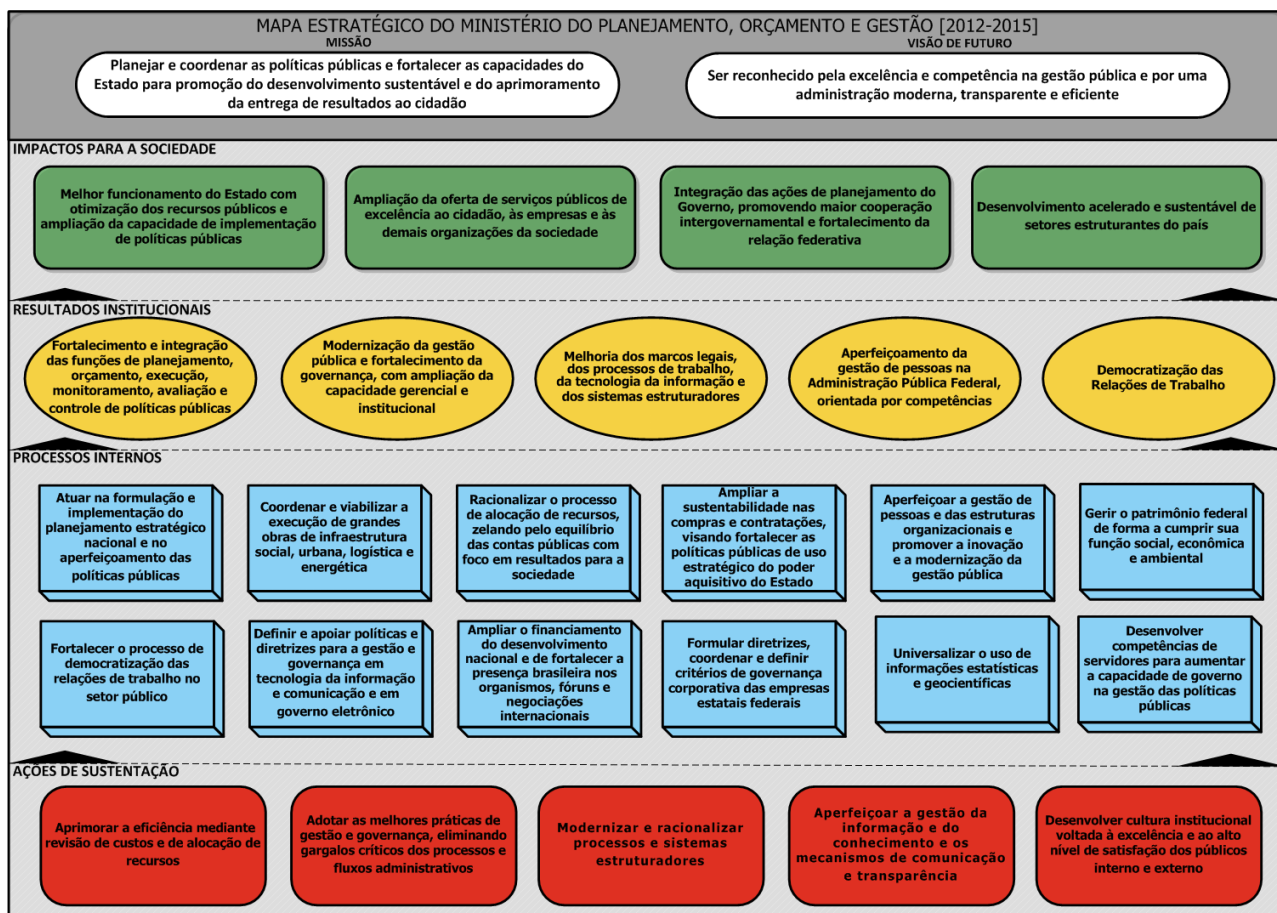 MAPA ESTRATÉGICO DO MINISTÉRIO DO PLANEJAMENTO, ORÇAMENTO E GESTÃO [2012-2015]
MISSÃO
Planejar e coordenar as políticas públicas e fortalecer as capacidades do
Estado para promoção do desenvolvimento sustentável e do aprimoramento
da entrega de resultados ao cidadão
VISÃO DE FUTURO
Ser reconhecido pela excelência e competência na gestão pública e por uma
administração moderna, transparente e eficiente
IMPACTOS PARA A SOCIEDADE
Melhor funcionamento do Estado com
otimização dos recursos públicos e
ampliação da capacidade de implementação
de políticas públicas
Ampliação da oferta de serviços públicos de
excelência ao cidadão, às empresas e às
demais organizações da sociedade
Integração das ações de planejamento do
Governo, promovendo maior cooperação
intergovernamental e fortalecimento da
relação federativa
Desenvolvimento acelerado e sustentável de
setores estruturantes do país
RESULTADOS INSTITUCIONAIS
Fortalecimento e integração
das funções de planejamento,
orçamento, execução,
monitoramento, avaliação e
controle de políticas públicas
Modernização da gestão
pública e fortalecimento da
governança, com ampliação da
capacidade gerencial e
institucional
Melhoria dos marcos legais,
dos processos de trabalho,
da tecnologia da informação e
dos sistemas estruturadores
Aperfeiçoamento da
gestão de pessoas na
Administração Pública Federal,
orientada por competências
Democratização das
Relações de Trabalho
PROCESSOS INTERNOS
Atuar na formulação e
implementação do
planejamento estratégico
nacional e no
aperfeiçoamento das
políticas públicas
Coordenar e viabilizar a
execução de grandes
obras de infraestrutura
social, urbana, logística e
energética
Racionalizar o processo
de alocação de recursos,
zelando pelo equilíbrio
das contas públicas com
foco em resultados para a
sociedade
Ampliar a
sustentabilidade nas
compras e contratações,
visando fortalecer as
políticas públicas de uso
estratégico do poder
aquisitivo do Estado
Aperfeiçoar a gestão de
pessoas e das estruturas
organizacionais e
promover a inovação
e a modernização da
gestão pública
Gerir o patrimônio federal
de forma a cumprir sua
função social, econômica
e ambiental
Fortalecer o processo de
democratização das
relações de trabalho no
setor público
Definir e apoiar políticas e
diretrizes para a gestão e
governança em
tecnologia da informação
e comunicação e em
governo eletrônico
Ampliar o financiamento
do desenvolvimento
nacional e de fortalecer a
presença brasileira nos
organismos, fóruns e
negociações
internacionais
Formular diretrizes,
coordenar e definir
critérios de governança
corporativa das empresas
estatais federais
Universalizar o uso de
informações estatísticas
e geocientíficas
Desenvolver
competências de
servidores para aumentar
a capacidade de governo
na gestão das políticas
públicas
AÇÕES DE SUSTENTAÇÃO
Aprimorar a eficiência mediante
revisão de custos e de alocação de
recursos
Adotar as melhores práticas de
gestão e governança, eliminando
gargalos críticos dos processos e
fluxos administrativos
Modernizar e racionalizar
processos e sistemas
estruturadores
Aperfeiçoar a gestão da
informação e do
conhecimento e os
mecanismos de comunicação
e transparência
Desenvolver cultura institucional
voltada à excelência e ao alto
nível de satisfação dos públicos
interno e externo